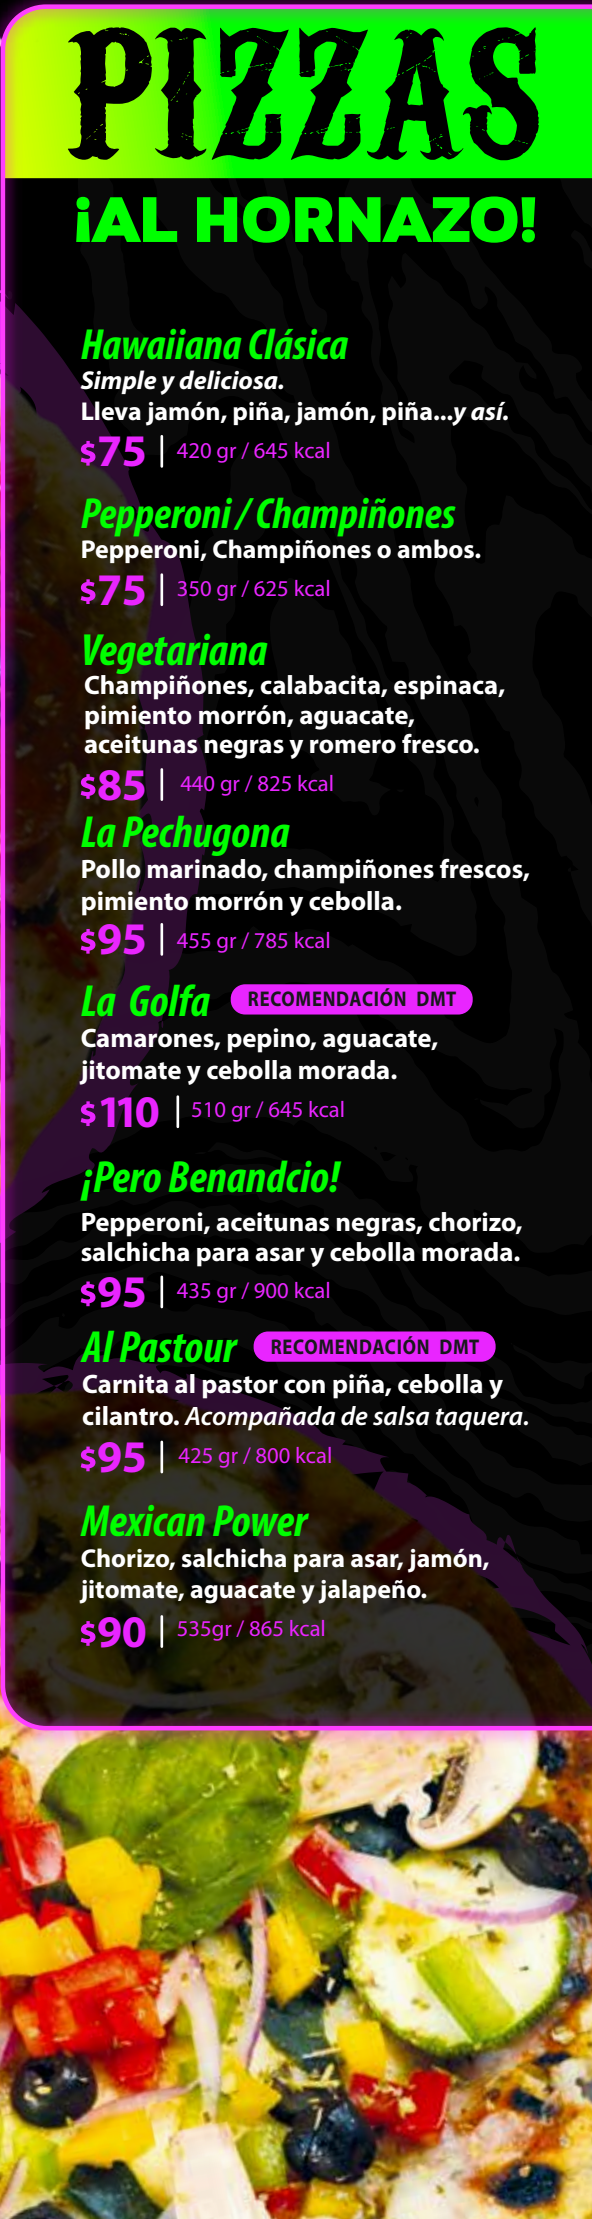 PIZZAS
¡AL HORNAZO!
Hawaiiana Clásica
Simple y deliciosa.
Lleva jamón, piña, jamón, piña...y así.
$75 | 420 gr / 645 kcal
Pepperoni / Champiñones
Pepperoni, Champiñones o ambos.
$75 | 350 gr / 625 kcal
Vegetariana
Champiñones, calabacita, espinaca,
pimiento morrón, aguacate,
aceitunas negras y romero fresco.
$85 | 440 gr / 825 kcal
La Pechugona
Pollo marinado, champiñones frescos,
pimiento morrón y cebolla.
$95 | 455 gr / 785 kcal
La Golfa RECOMENDACIÓN DMT
Camarones, pepino, aguacate,
jitomate y cebolla morada.
$110 | 510 gr / 645 kcal
¡Pero Benandcio!
Pepperoni, aceitunas negras, chorizo,
salchicha para asar y cebolla morada.
$95 | 435 gr / 900 kcal
Al Pastour RECOMENDACIÓN DMT
Carnita al pastor con piña, cebolla y
cilantro. Acompañada de salsa taquera.
$95 | 425 gr / 800 kcal
Mexican Power
Chorizo, salchicha para asar, jamón,
jitomate, aguacate y jalapeño.
$90 | 535gr / 865 kcal